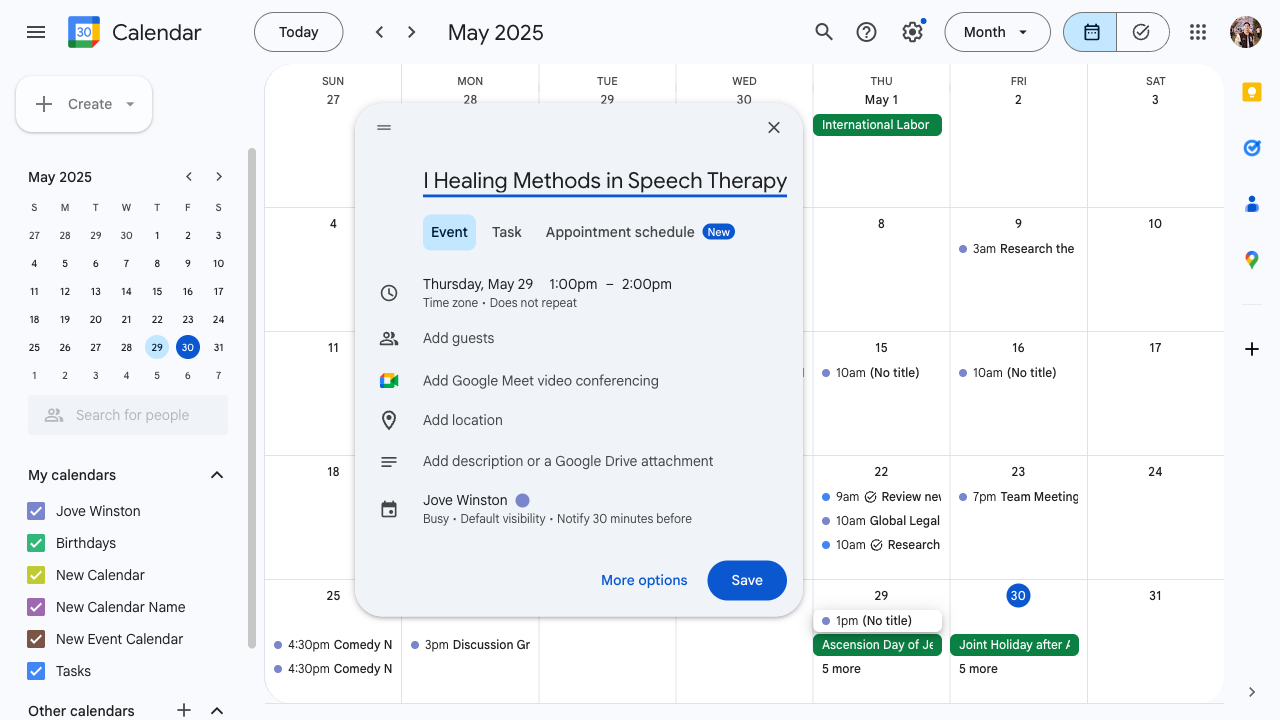 Calendar
Today
May 2025
Month
Create
May 2025
S M T W T F S
27 28 29 30 1 2 3
4 5 6 7 8 9 10
11 12 13 14 15 16 17
18 19 20 21 22 23 24
25 26 27 28 29 30 31
1 2 3 4 5 6 7
Search for people
My calendars
Jove Winston
Birthdays
New Calendar
New Calendar Name
New Event Calendar
Tasks
Other calendars
SUN MON TUE WED THU FRI SAT
27 28 29 30 May 1 2 3
International Labor
4 8 9 10
3am Research the
11 15 16 17
10am (No title)
10am (No title)
18 22 23 24
9am Review nev
10am Global Legal
10am Research
7pm Team Meeting
25 29 30 31
4:30pm Comedy N
4:30pm Comedy N
3pm Discussion Gr
1pm (No title)
Ascension Day of Je
5 more
Joint Holiday after A
5 more
l Healing Methods in Speech Therapy
Event Task Appointment schedule New
Thursday, May 29 1:00pm – 2:00pm
Time zone • Does not repeat
Add guests
Add Google Meet video conferencing
Add location
Add description or a Google Drive attachment
Jove Winston
Busy • Default visibility • Notify 30 minutes before
More options
Save